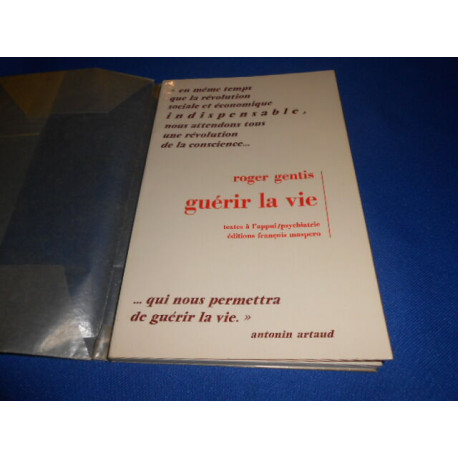 « en même temps
que la révolution
sociale et économique
indispensable,
nous attendons tous
une révolution
de la conscience...
roger gentis
guérir la vie
textes à l'appui/psychiatrie
éditions françois maspero
... qui nous permettra
de guérir la vie. »
antonin artaud